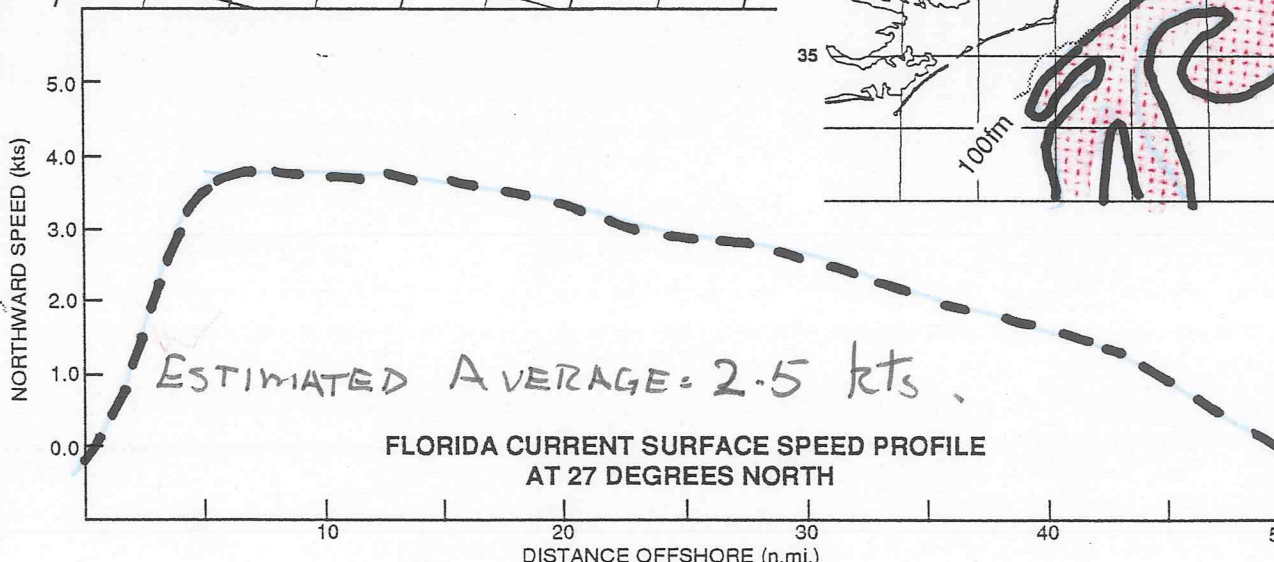 35
100fm
NORTHWARD SPEED (kts)
5.0
4.0
3.0
2.0
1.0
0.0
ESTIMATED AVERAGE = 2.5 kts.
FLORIDA CURRENT SURFACE SPEED PROFILE
AT 27 DEGREES NORTH
10
20
30
40
DISTANCE OFFSHORE (n.mi.)